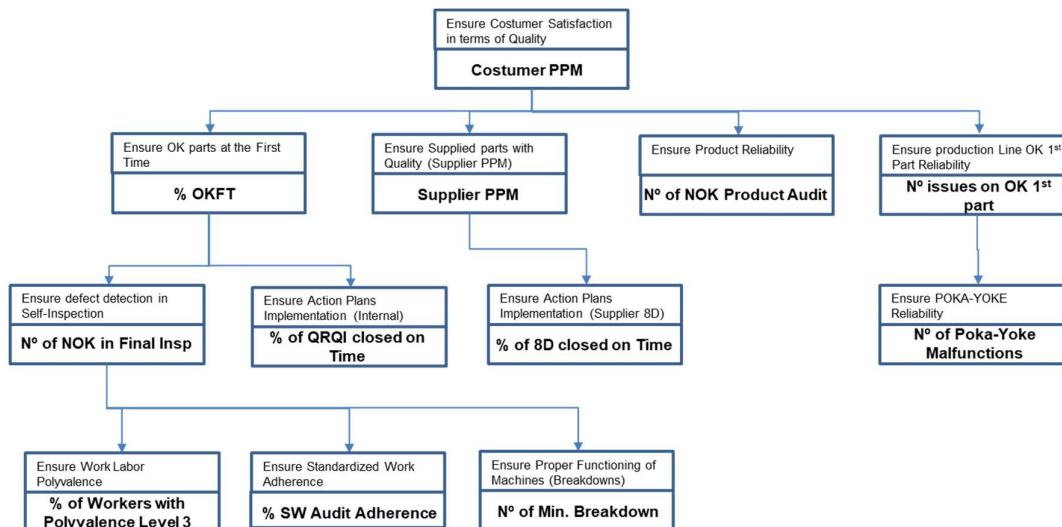 Ensure Costumer Satisfaction
in terms of Quality
Costumer PPM
Ensure OK parts at the First
Time
% OKFT
Ensure Supplied parts with
Quality (Supplier PPM)
Supplier PPM
Ensure Product Reliability
Nº of NOK Product Audit
Ensure production Line OK 1st
Part Reliability
Nº issues on OK 1st
part
Ensure defect detection in
Self-Inspection
Nº of NOK in Final Insp
Ensure Action Plans
Implementation (Internal)
% of QRQI closed on
Time
Ensure Action Plans
Implementation (Supplier 8D)
% of 8D closed on Time
Ensure POKA-YOKE
Reliability
Nº of Poka-Yoke
Malfunctions
Ensure Work Labor
Polyvalence
% of Workers with
Polyvalence Level 3
Ensure Standardized Work
Adherence
% SW Audit Adherence
Ensure Proper Functioning of
Machines (Breakdowns)
Nº of Min. Breakdown